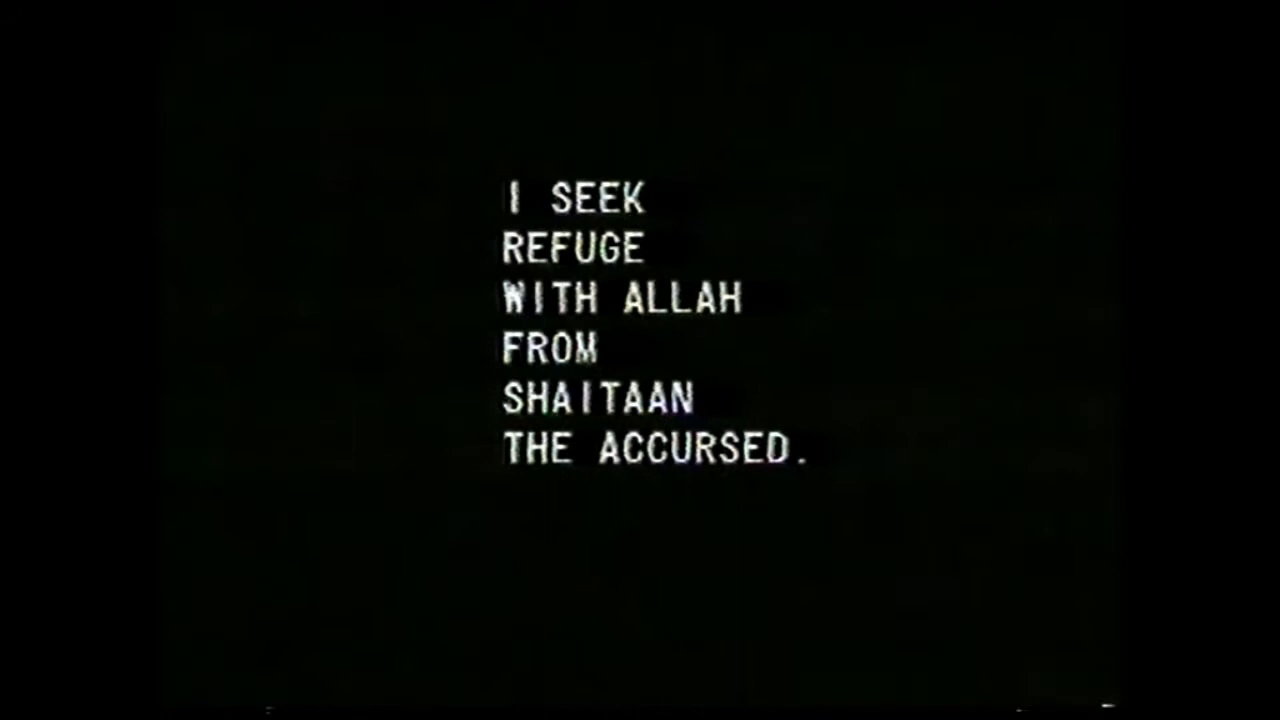 I SEEK
REFUGE
WITH ALLAH
FROM
SHAITAAN
THE ACCURSED.